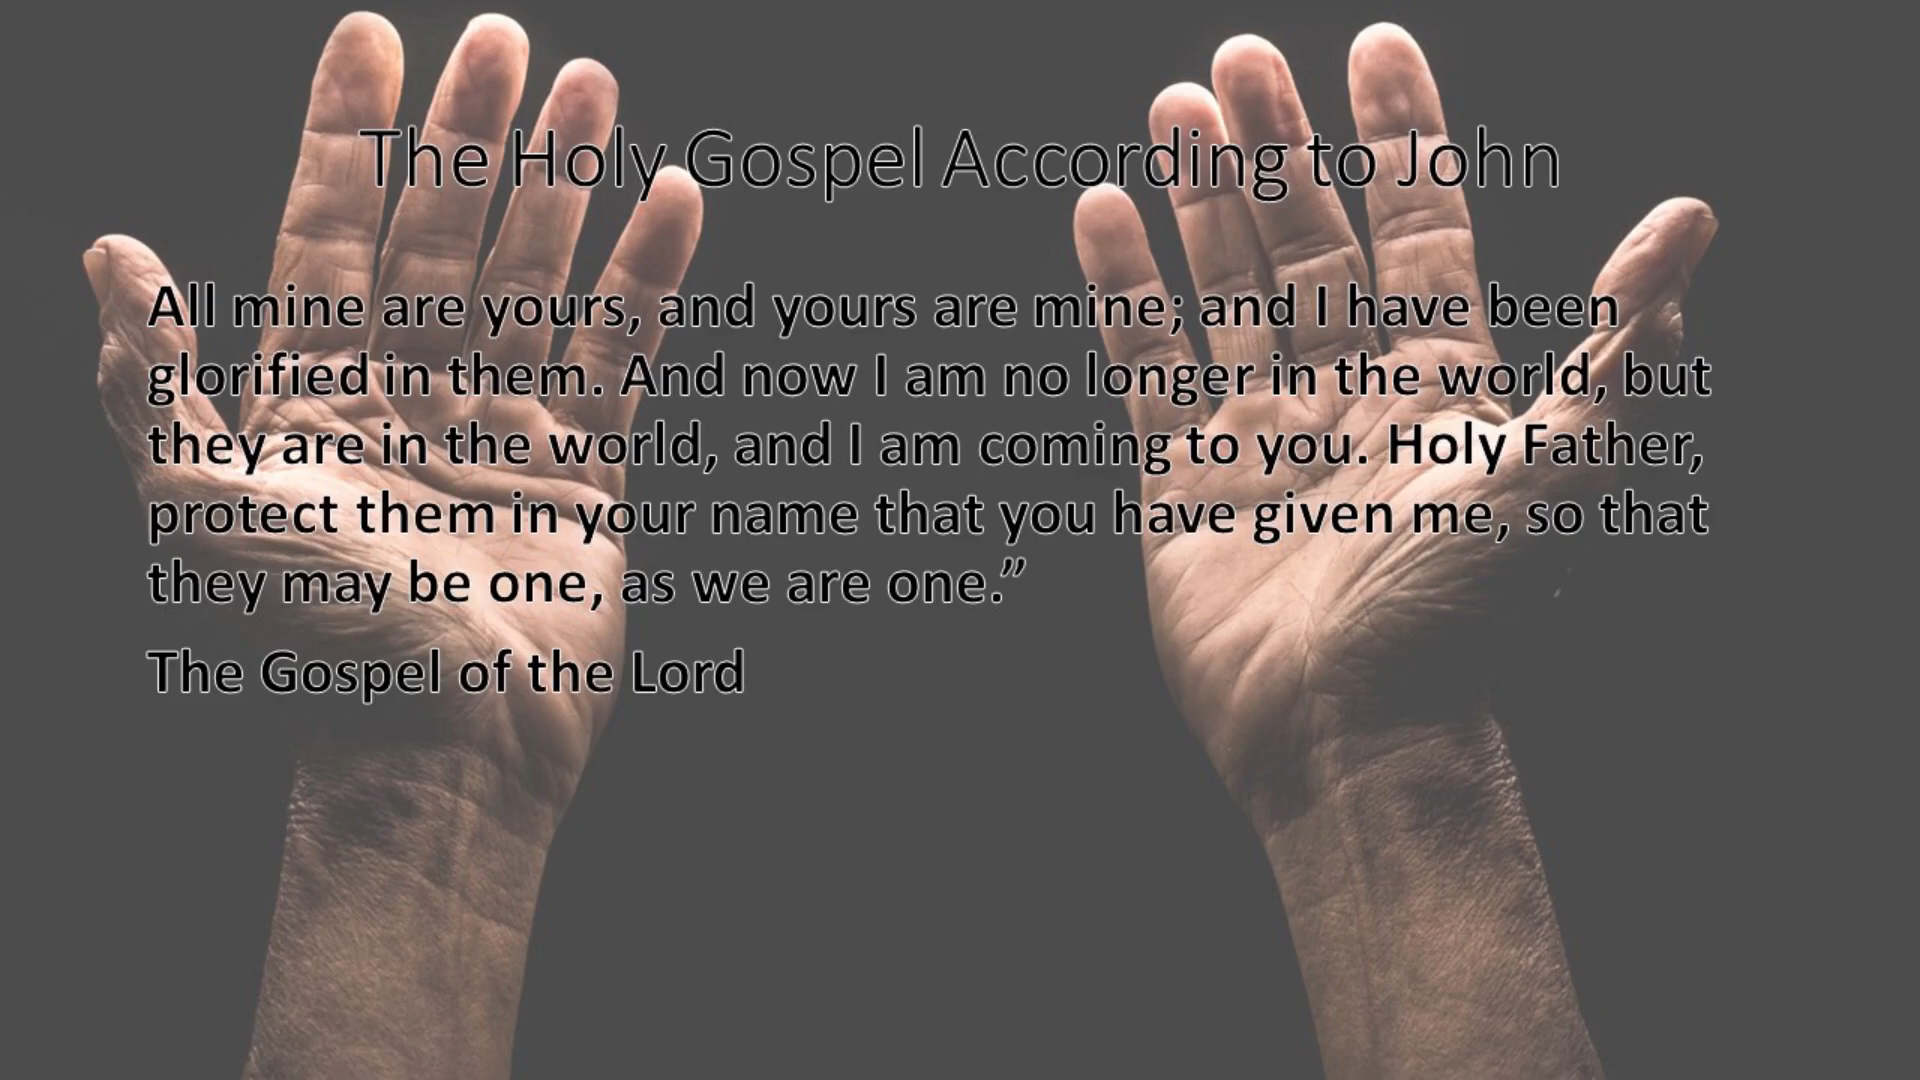 The Holy Gospel According to John
All mine are yours, and yours are mine; and I have been
glorified in them. And now I am no longer in the world, but
they are in the world, and I am coming to you. Holy Father,
protect them in your name that you have given me, so that
they may be one, as we are one.”
The Gospel of the Lord